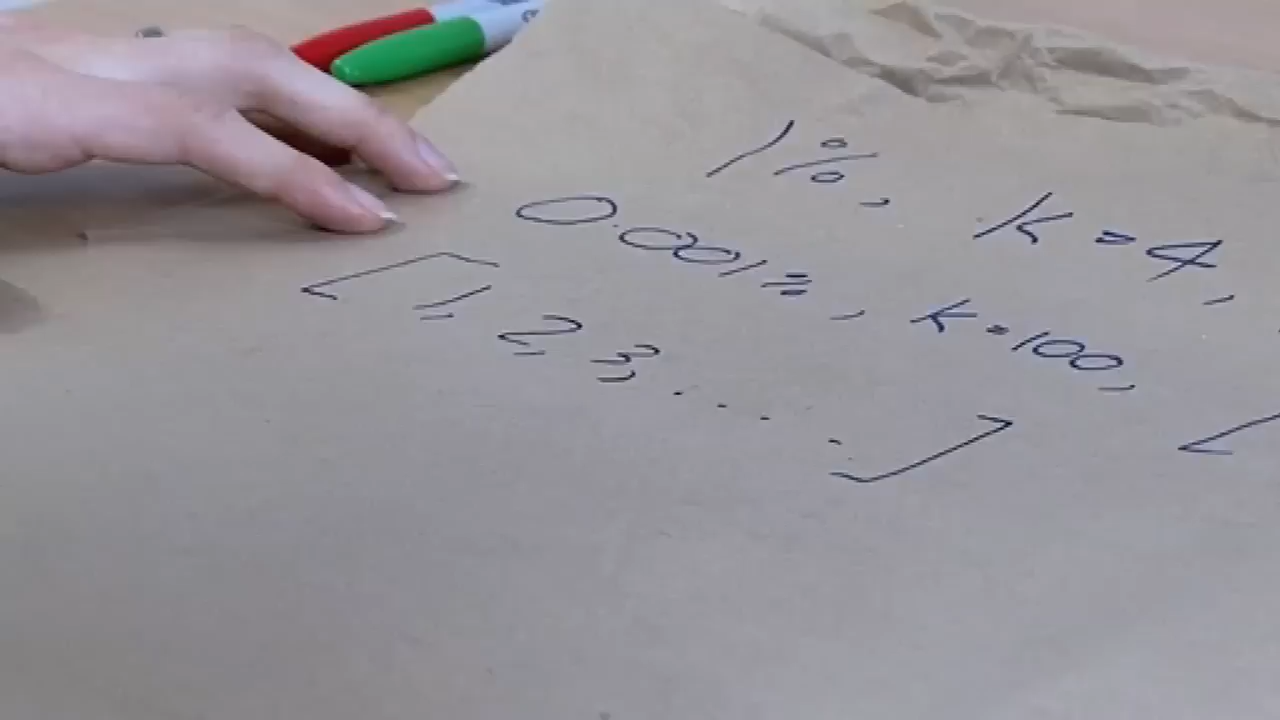 1%, K=4,
0.001%, K=100, [
[1, 2, 3, ....]